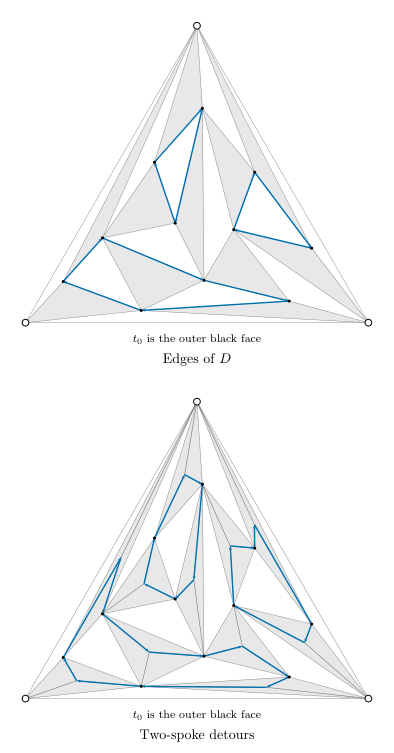 t₀ is the outer black face
Edges of D
t₀ is the outer black face
Two-spoke detours